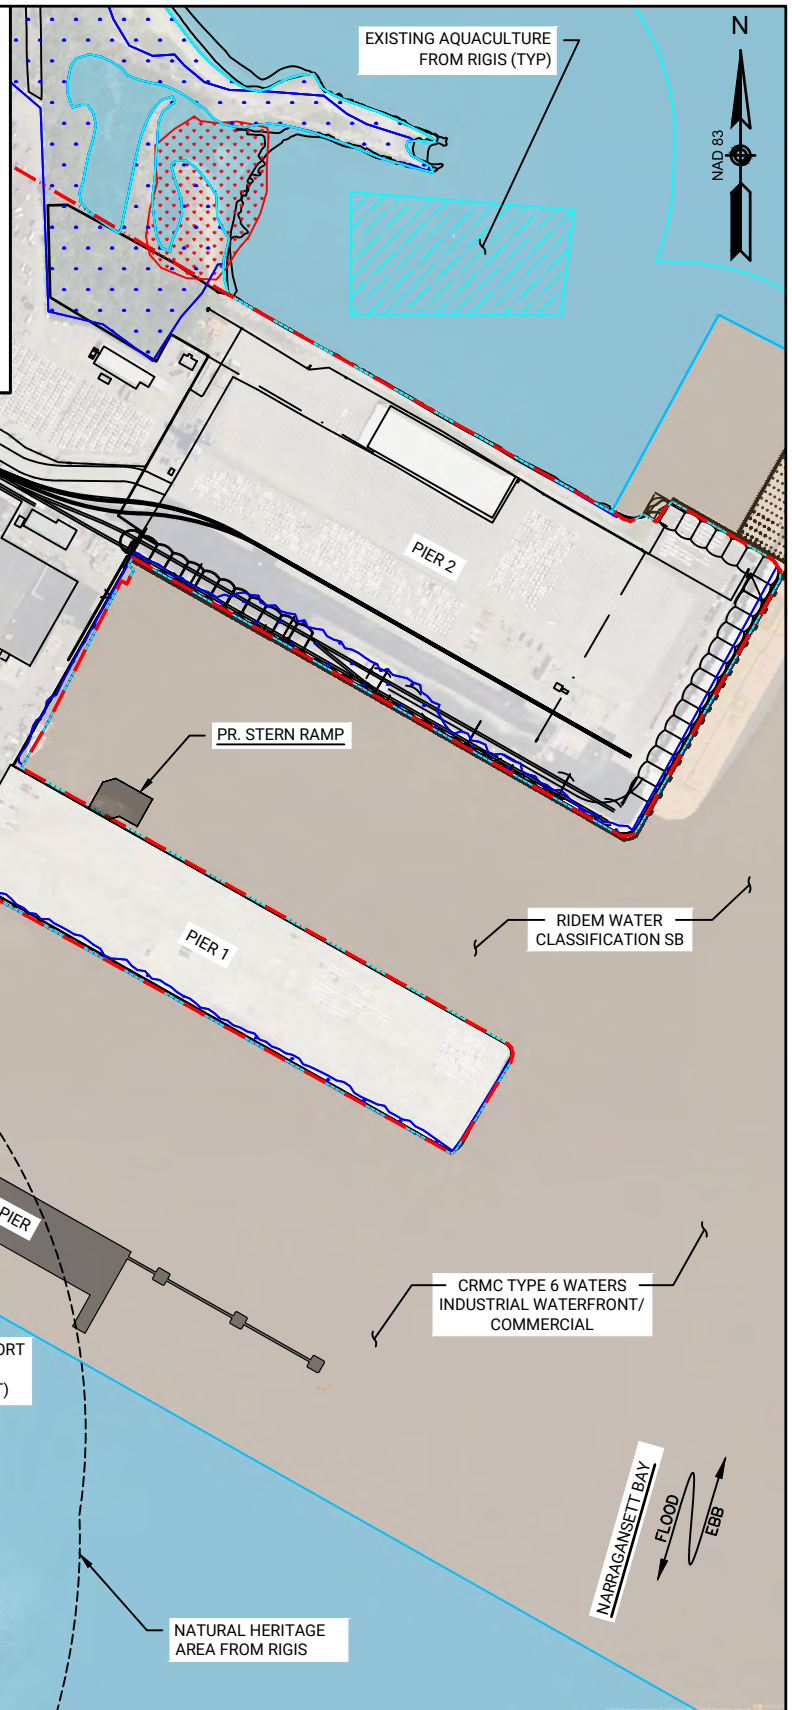 EXISTING AQUACULTURE
FROM RIGIS (TYP)
N
NAD 83
PIER 2
PR. STERN RAMP
RIDEM WATER
CLASSIFICATION SB
PIER 1
PIER
CRMC TYPE 6 WATERS
INDUSTRIAL WATERFRONT/
COMMERCIAL
ORT
T)
NARRAGANSETT BAY
FLOOD
EBB
NATURAL HERITAGE
AREA FROM RIGIS